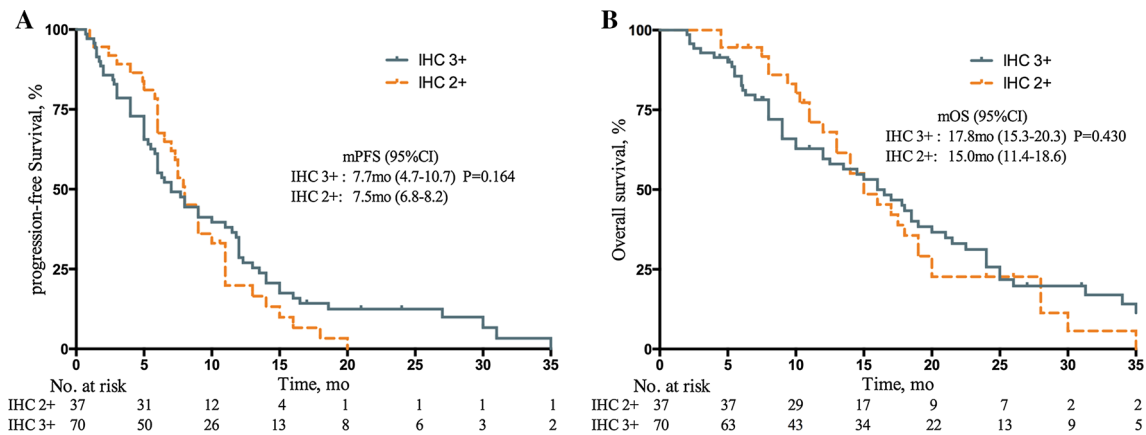 A
progression-free Survival, %
100
75
50
25
0
IHC 3+
IHC 2+
mPFS (95%CI)
IHC 3+ : 7.7mo (4.7-10.7) P=0.164
IHC 2+: 7.5mo (6.8-8.2)
0 5 10 15 20 25 30 35
No. at risk
Time, mo
IHC 2+ 37 31 12 4 1 1 1 1
IHC 3+ 70 50 26 13 8 6 3 2
B
Overall survival, %
100
75
50
25
0
IHC 3+
IHC 2+
mOS (95%CI)
IHC 3+ : 17.8mo (15.3-20.3) P=0.430
IHC 2+: 15.0mo (11.4-18.6)
0 5 10 15 20 25 30 35
No. at risk
Time, mo
IHC 2+ 37 37 29 17 9 7 2 2
IHC 3+ 70 63 43 34 22 13 9 5